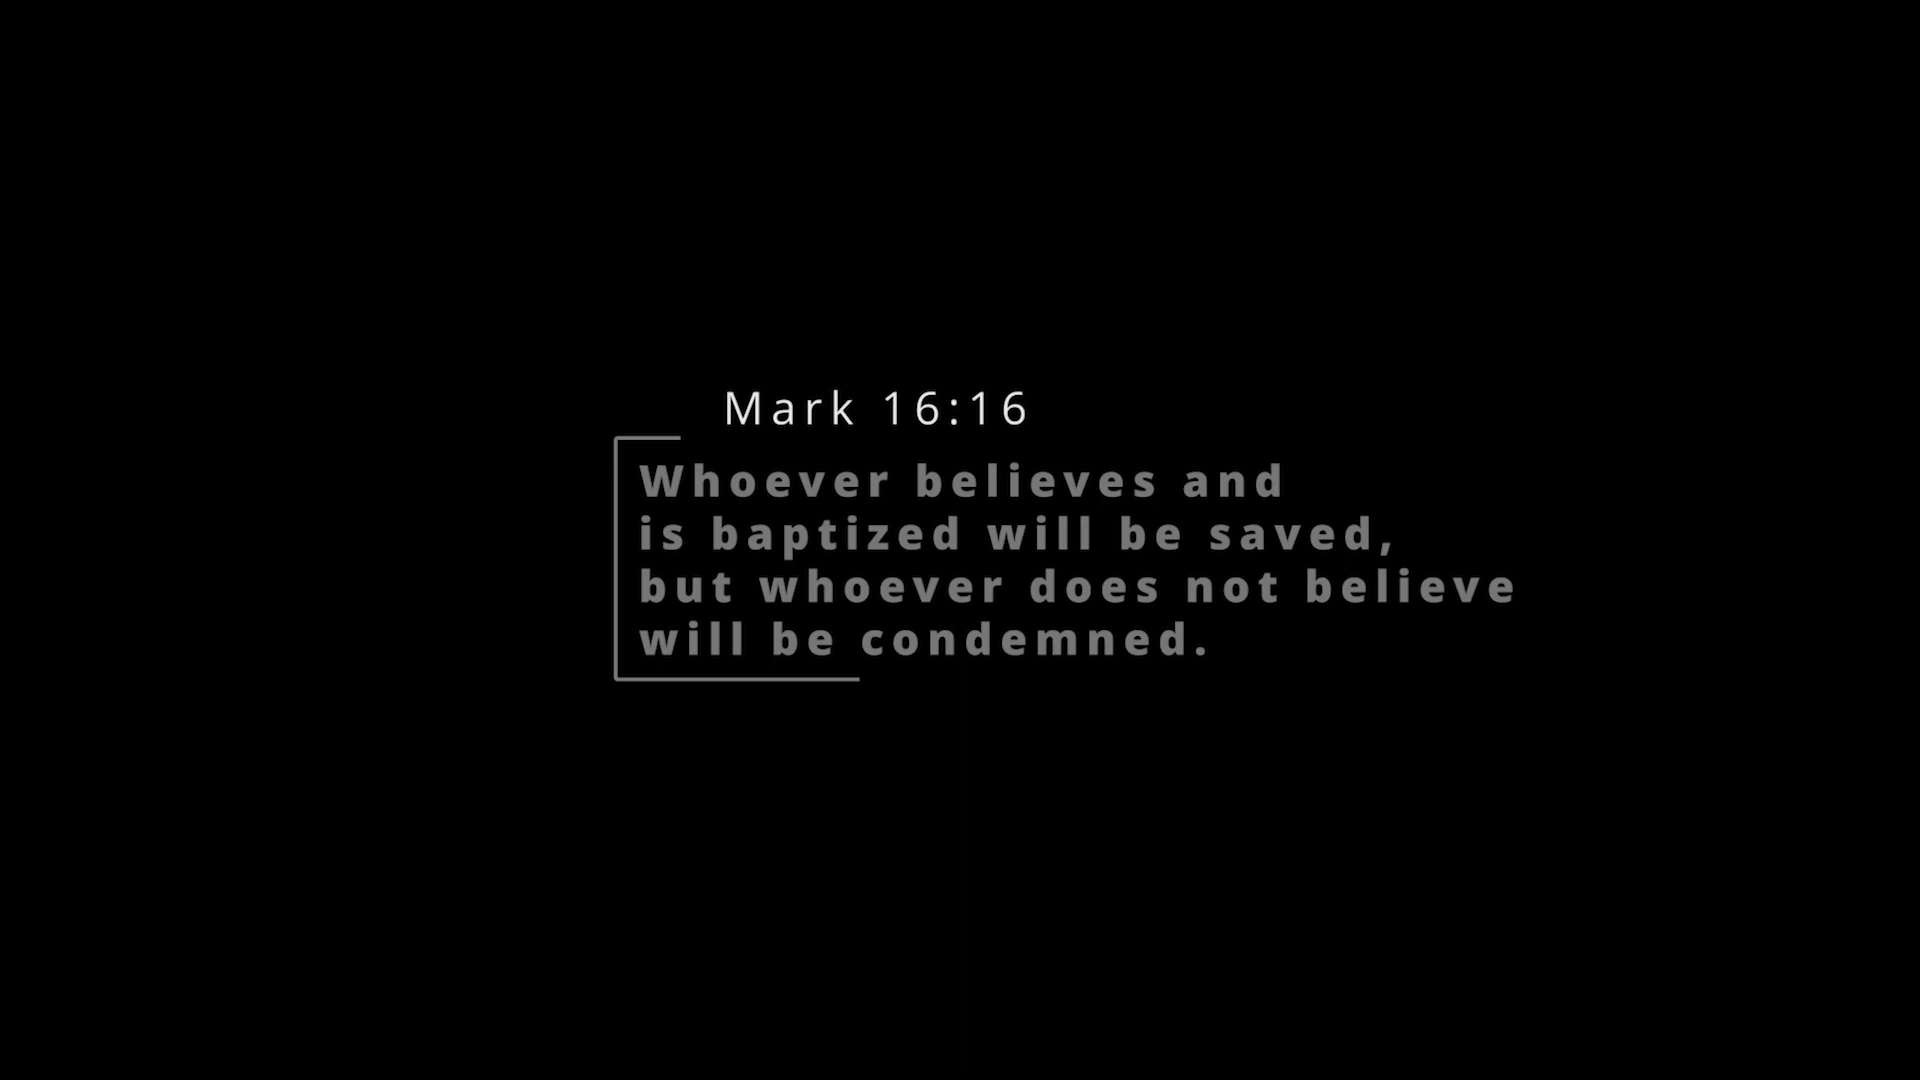 Mark 16:16
Whoever believes and
is baptized will be saved,
but whoever does not believe
will be condemned.